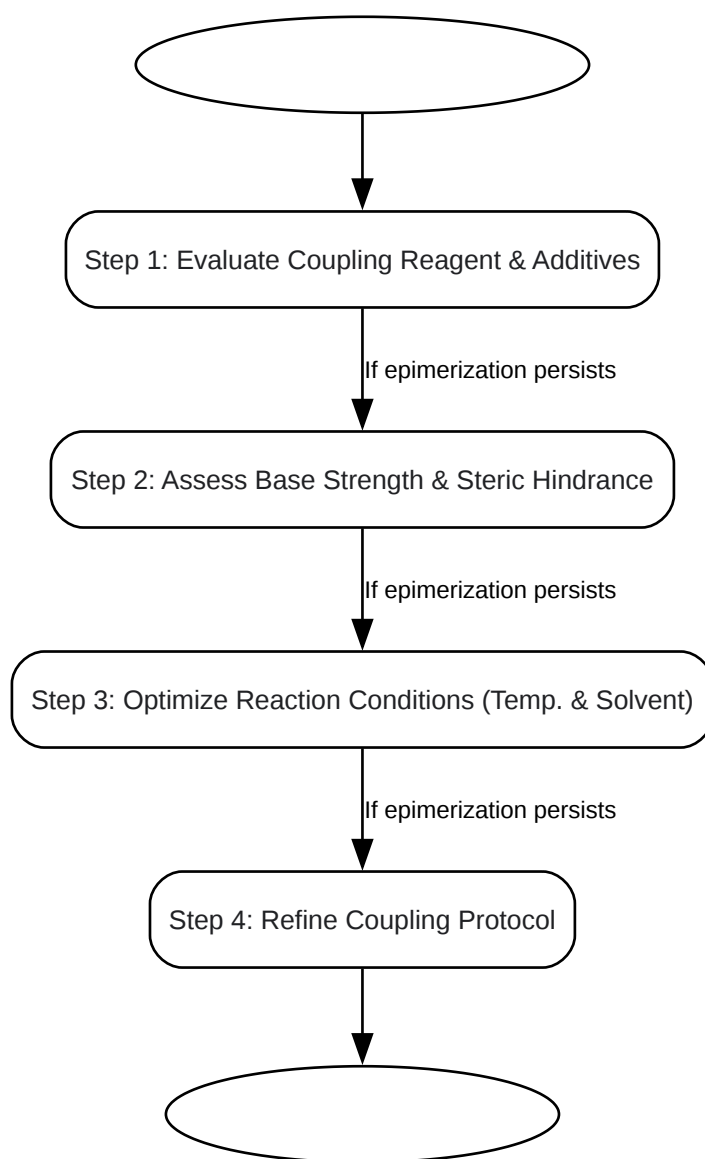 Step 1: Evaluate Coupling Reagent & Additives
If epimerization persists
Step 2: Assess Base Strength & Steric Hindrance
If epimerization persists
Step 3: Optimize Reaction Conditions (Temp. & Solvent)
If epimerization persists
Step 4: Refine Coupling Protocol